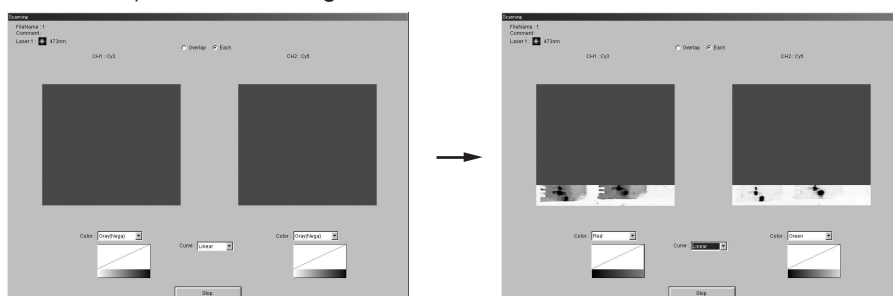 Scanning
FileName : 1
Comment:
Laser 1 : 473nm
Overlap Each
CH1 : Cy3 CH2 : Cy5
Color : Gray(Nega) Curve : Linear Color : Gray(Nega)
Stop
Scanning
FileName : 1
Comment:
Laser 1 : 473nm
Overlap Each
CH1 : Cy3 CH2 : Cy5
Color : Red Curve : Linear Color : Green
Stop